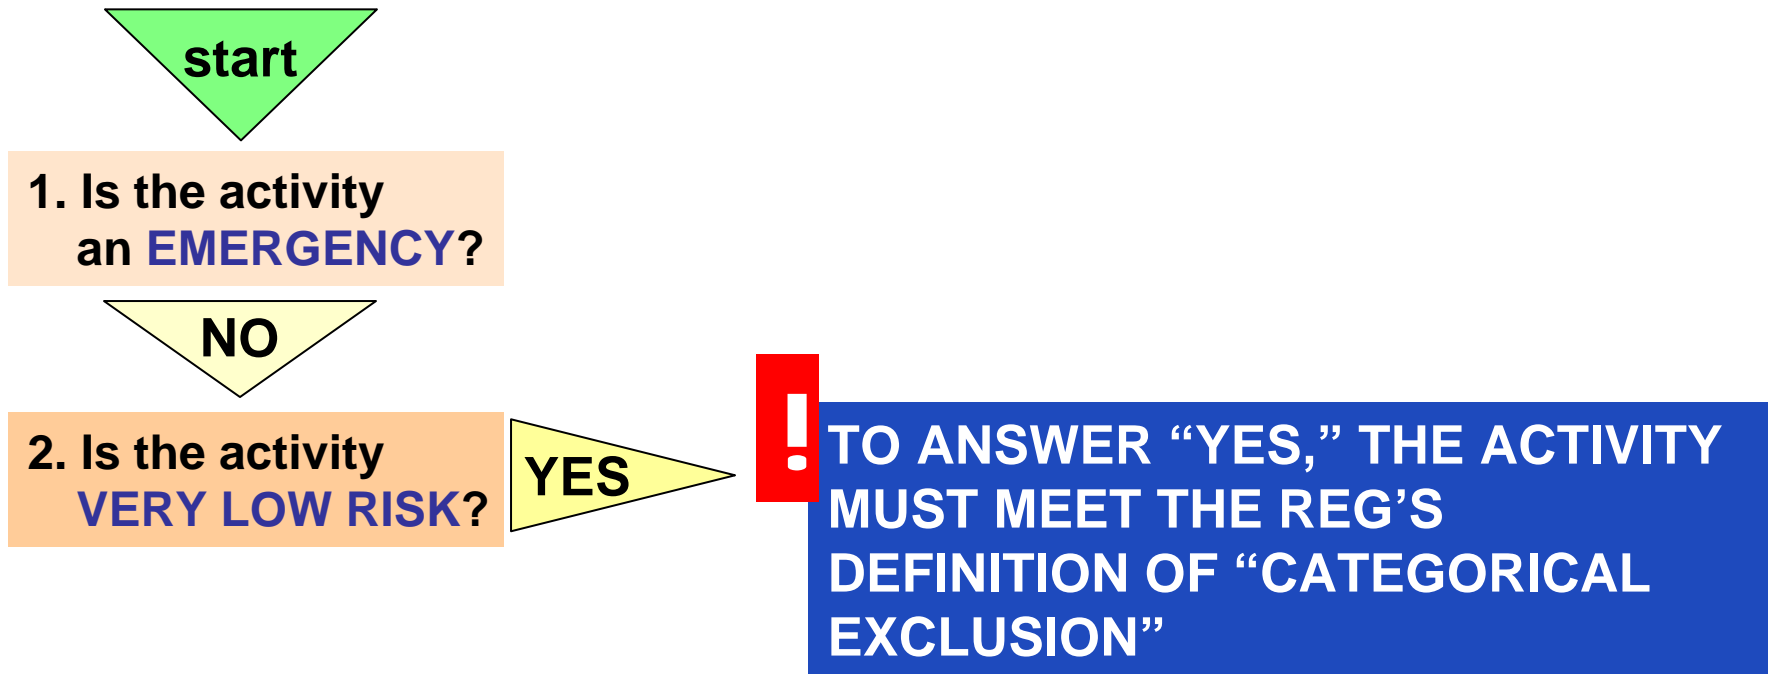 start
1. Is the activity
an EMERGENCY?
NO
2. Is the activity
VERY LOW RISK?
YES
!
TO ANSWER “YES,” THE ACTIVITY
MUST MEET THE REG’S
DEFINITION OF “CATEGORICAL
EXCLUSION”